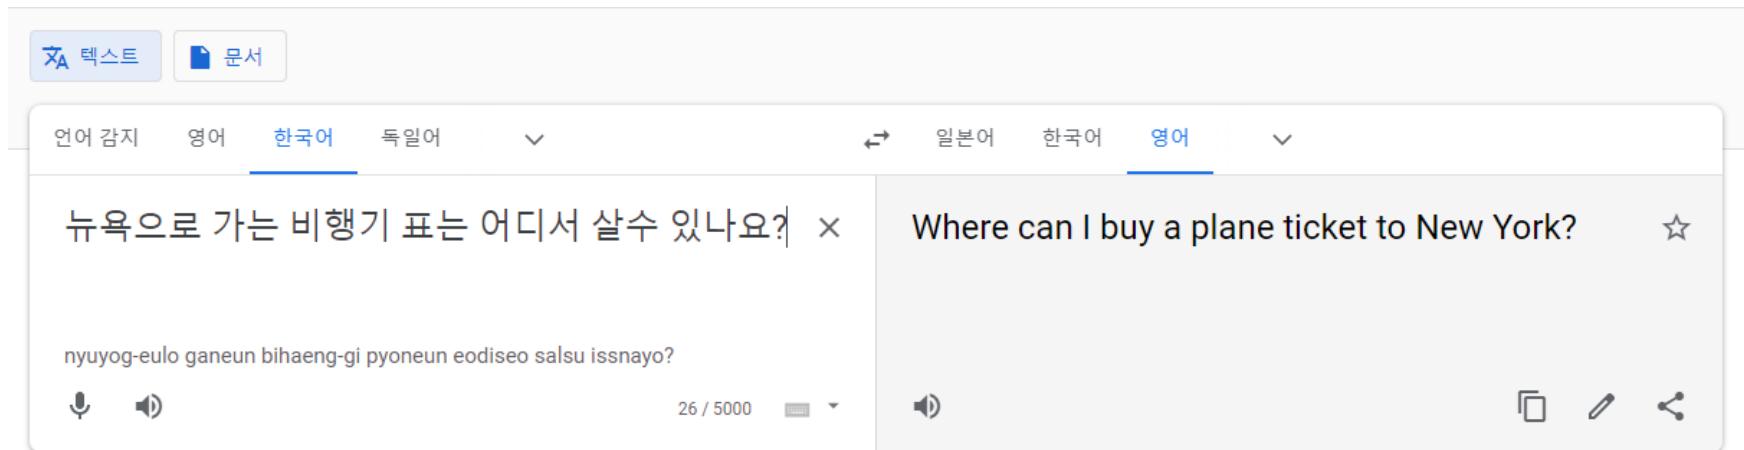 텍스트 문서
언어 감지 영어 한국어 독일어 일본어 한국어 영어
뉴욕으로 가는 비행기 표는 어디서 살수 있나요?
Where can I buy a plane ticket to New York?
nyuyog-eulo ganeun bihaeng-gi pyoneun eodiseo salsu issnayo?
26 / 5000